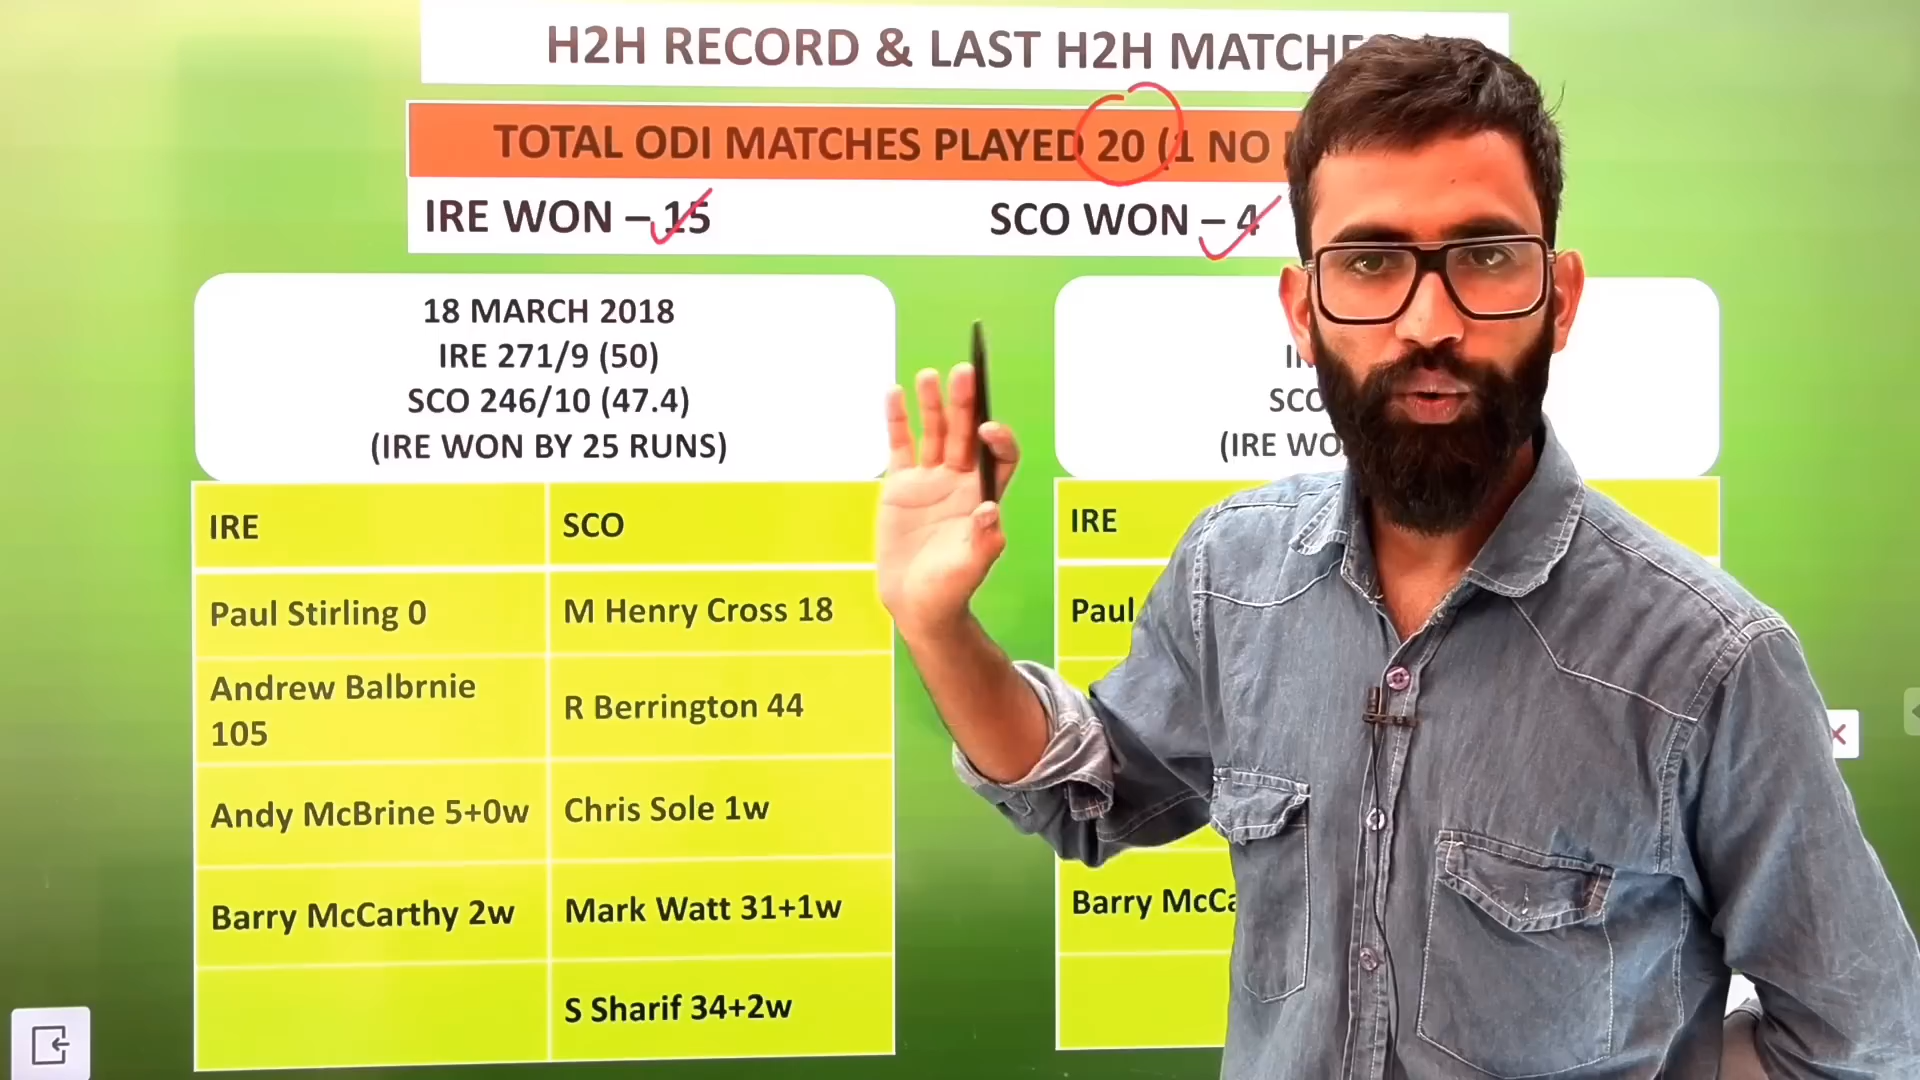 H2H RECORD & LAST H2H
TOTAL ODI MATCHES PLAYED 20 (1 NO
IRE WON – 15
SCO WON – 4
18 MARCH 2018
IRE 271/9 (50)
SCO 246/10 (47.4)
(IRE WON BY 25 RUNS)
IRE SCO
Paul Stirling 0 M Henry Cross 18
Andrew Balbrnie
105
R Berrington 44
Andy McBrine 5+0w Chris Sole 1w
Barry McCarthy 2w Mark Watt 31+1w
S Sharif 34+2w
SCO
(IRE
IRE
Paul
Barry